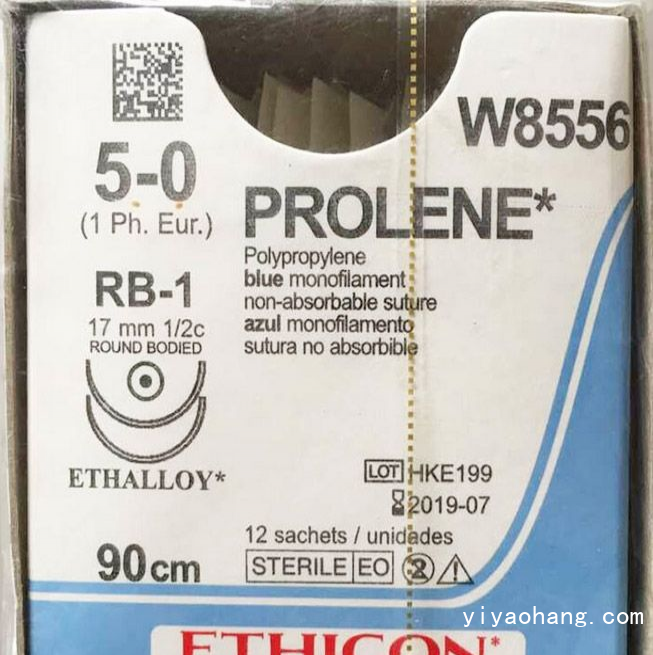 W8556
5-0
(1 Ph. Eur.)
PROLENE*
Polypropylene
blue monofilament
non-absorbable suture
azul monofilamento
sutura no absorbible
RB-1
17 mm 1/2c
ROUND BODIED
ETHALLOY*
LOT HKE199
2019-07
12 sachets / unidades
90cm
STERILE EO 2
yiyaohang.com
ETHICON*